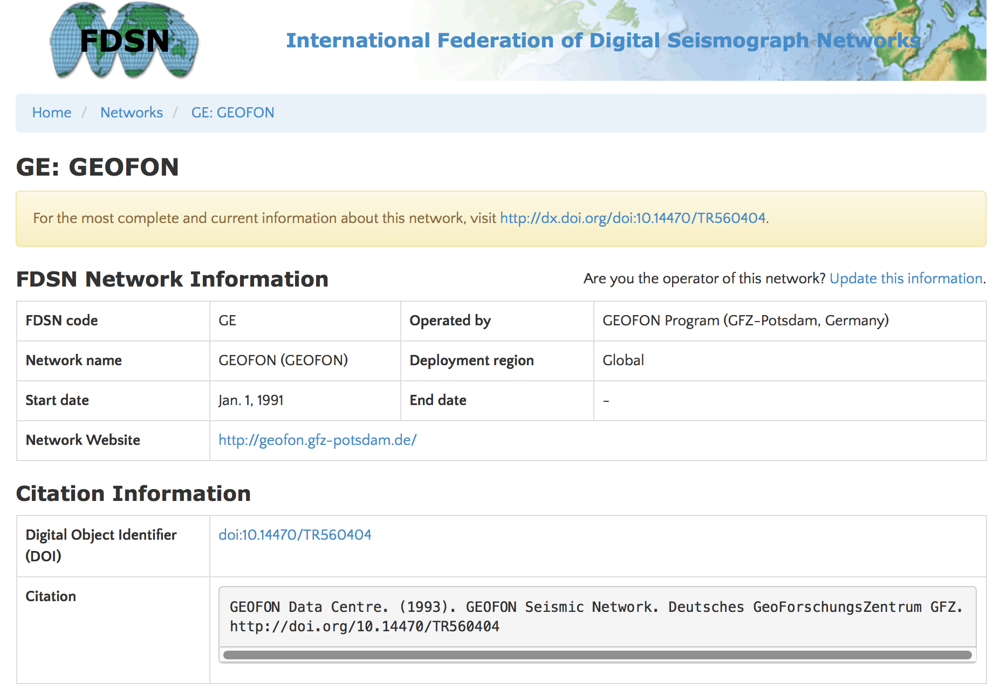 FDSN
International Federation of Digital Seismograph Networks
Home / Networks / GE: GEOFON
GE: GEOFON
For the most complete and current information about this network, visit http://dx.doi.org/doi:10.14470/TR560404.
FDSN Network Information
Are you the operator of this network? Update this information.
FDSN code GE Operated by GEOFON Program (GFZ-Potsdam, Germany)
Network name GEOFON (GEOFON) Deployment region Global
Start date Jan. 1, 1991 End date -
Network Website http://geofon.gfz-potsdam.de/
Citation Information
Digital Object Identifier
(DOI)
doi:10.14470/TR560404
Citation
GEOFON Data Centre. (1993). GEOFON Seismic Network. Deutsches GeoForschungsZentrum GFZ.
http://doi.org/10.14470/TR560404